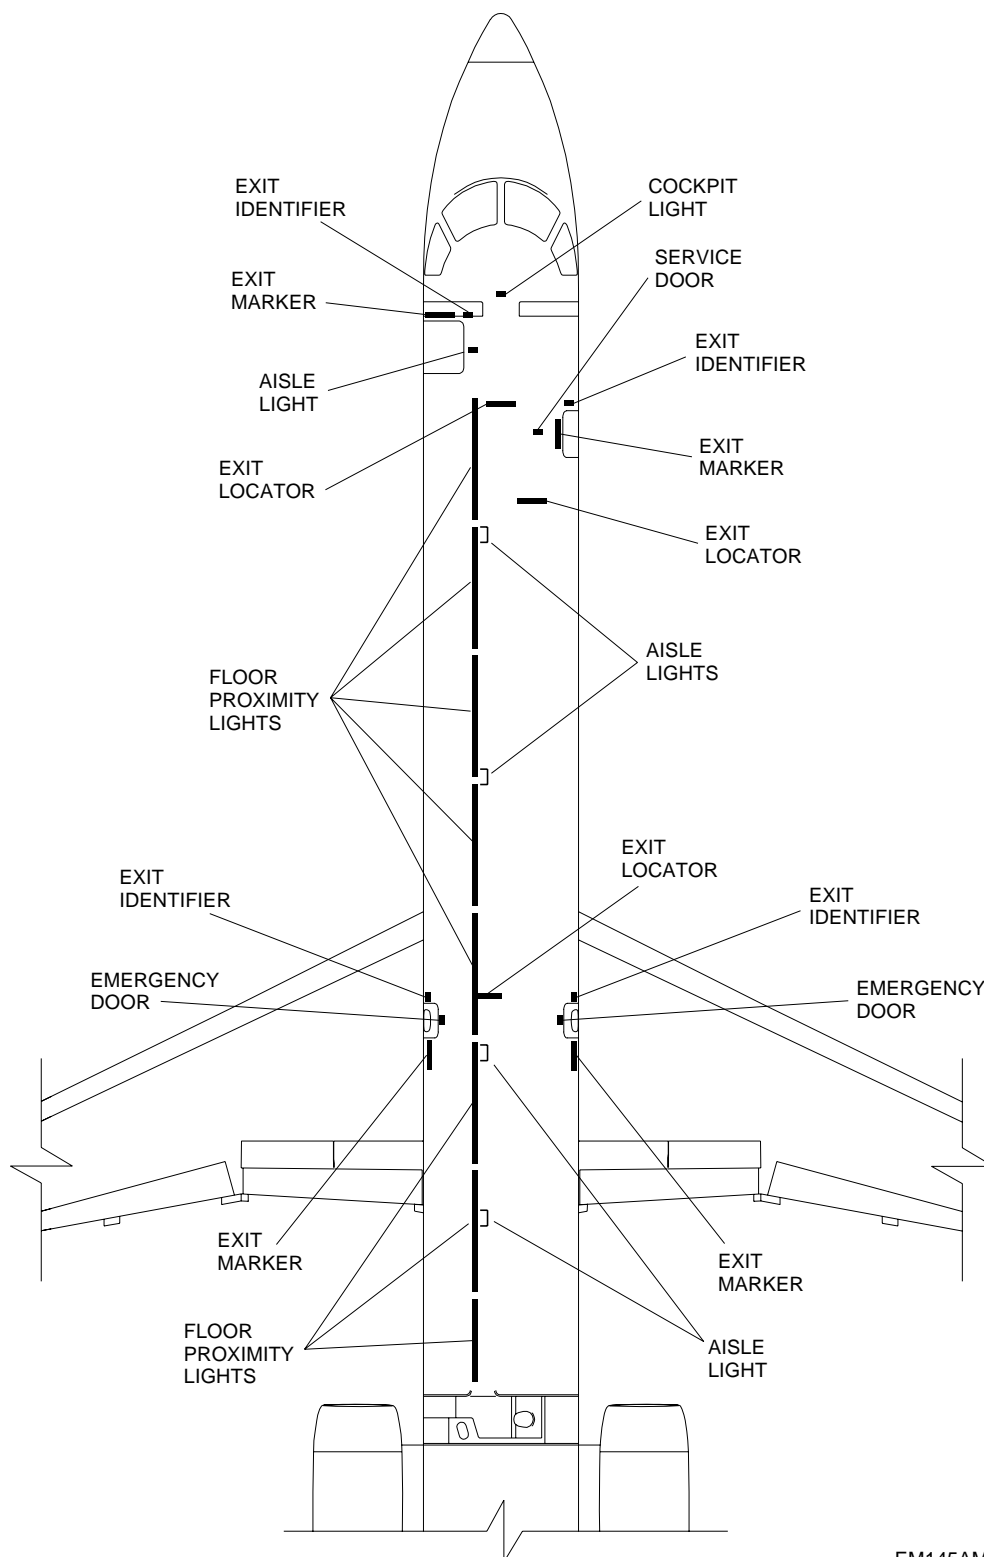 EXIT
IDENTIFIER
COCKPIT
LIGHT
SERVICE
DOOR
EXIT
MARKER
EXIT
IDENTIFIER
AISLE
LIGHT
EXIT
MARKER
EXIT
LOCATOR
EXIT
LOCATOR
AISLE
LIGHTS
FLOOR
PROXIMITY
LIGHTS
EXIT
LOCATOR
EXIT
IDENTIFIER
EXIT
IDENTIFIER
EMERGENCY
DOOR
EMERGENCY
DOOR
EXIT
MARKER
EXIT
MARKER
FLOOR
PROXIMITY
LIGHTS
AISLE
LIGHT